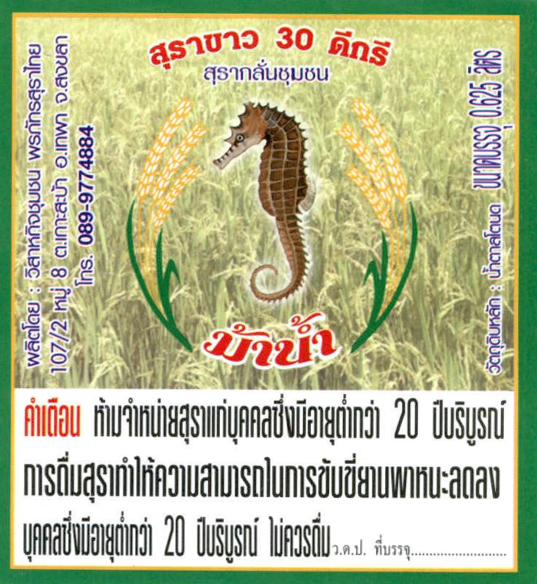 สุราขาว 30 ดีกรี
สุรากลั่นชุมชน
ผลิตโดย : วิสาหกิจชุมชน พรภัทรสุราไทย
107/2 หมู่ 8 ต.เกาะสะบ้า อ.เทพา จ.สงขลา
โทร. 089-9774884
วัตถุดิบหลัก : น้ำตาลโตนด ขนาดบรรจุ 0.625 ลิตร
ม้าน้ำ
คำเตือน ห้ามจำหน่ายสุราแก่บุคคลซึ่งมีอายุต่ำกว่า 20 ปีบริบูรณ์
การดื่มสุราทำให้ความสามารถในการขับขี่ยานพาหนะลดลง
บุคคลซึ่งมีอายุต่ำกว่า 20 ปีบริบูรณ์ ไม่ควรดื่ม ว.ด.ป. ที่บรรจุ........................